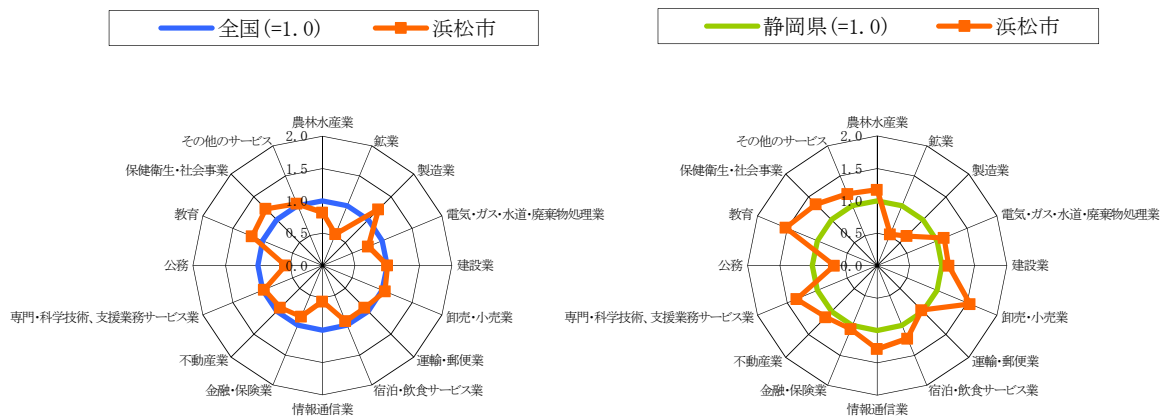 全国(=1.0) 浜松市
農林水産業
鉱業
製造業
電気・ガス・水道・廃棄物処理業
建設業
卸売・小売業
運輸・郵便業
宿泊・飲食サービス業
情報通信業
金融・保険業
不動産業
専門・科学技術、支援業務サービス業
公務
教育
保健衛生・社会事業
その他のサービス
2.0
1.5
1.0
0.5
0.0
静岡県(=1.0) 浜松市
農林水産業
鉱業
製造業
電気・ガス・水道・廃棄物処理業
建設業
卸売・小売業
運輸・郵便業
宿泊・飲食サービス業
情報通信業
金融・保険業
不動産業
専門・科学技術、支援業務サービス業
公務
教育
保健衛生・社会事業
その他のサービス
2.0
1.5
1.0
0.5
0.0